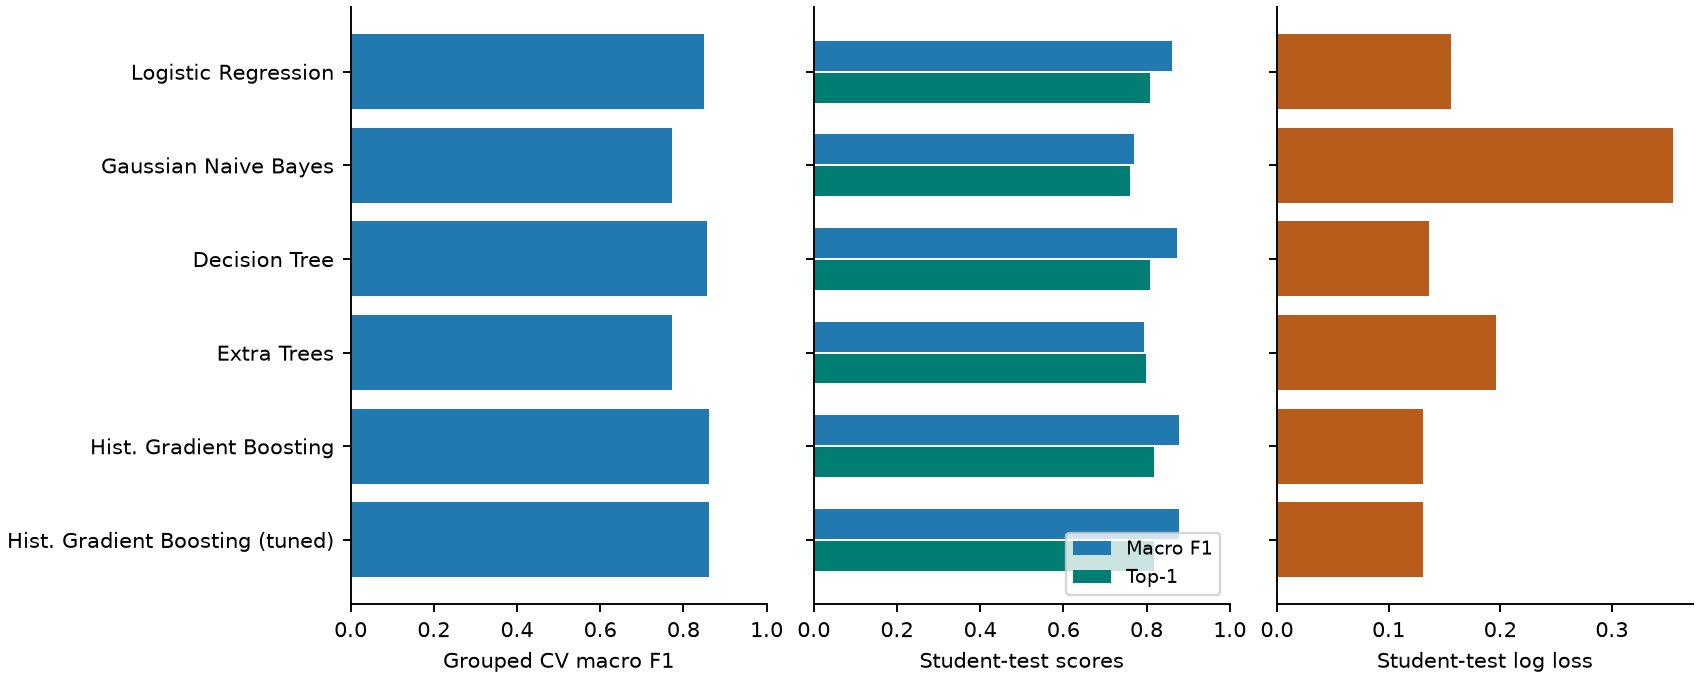 Logistic Regression
Gaussian Naive Bayes
Decision Tree
Extra Trees
Hist. Gradient Boosting
Hist. Gradient Boosting (tuned)
0.0 0.2 0.4 0.6 0.8 1.0
Grouped CV macro F1
Macro F1
Top-1
0.0 0.2 0.4 0.6 0.8 1.0
Student-test scores
0.0 0.1 0.2 0.3
Student-test log loss